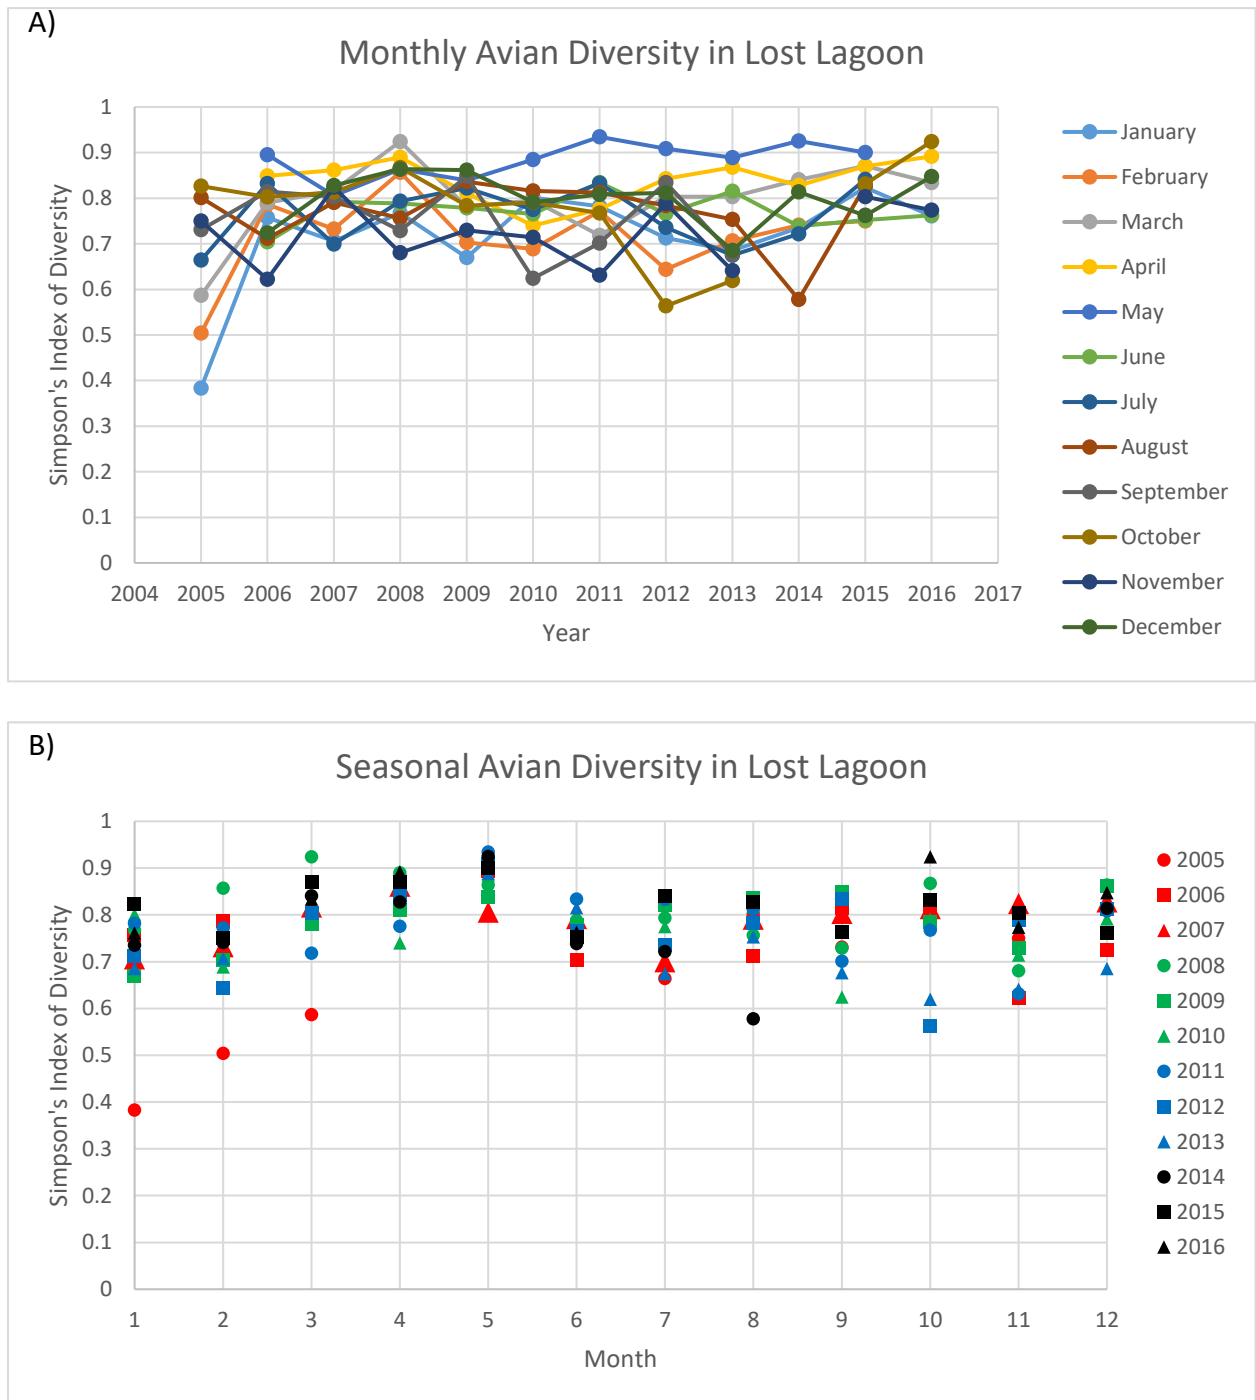 A)
Monthly Avian Diversity in Lost Lagoon
Simpson's Index of Diversity
1
0.9
0.8
0.7
0.6
0.5
0.4
0.3
0.2
0.1
0
2004 2005 2006 2007 2008 2009 2010 2011 2012 2013 2014 2015 2016 2017
Year
January
February
March
April
May
June
July
August
September
October
November
December
B)
Seasonal Avian Diversity in Lost Lagoon
Simpson's Index of Diversity
1
0.9
0.8
0.7
0.6
0.5
0.4
0.3
0.2
0.1
0
1 2 3 4 5 6 7 8 9 10 11 12
Month
2005
2006
2007
2008
2009
2010
2011
2012
2013
2014
2015
2016